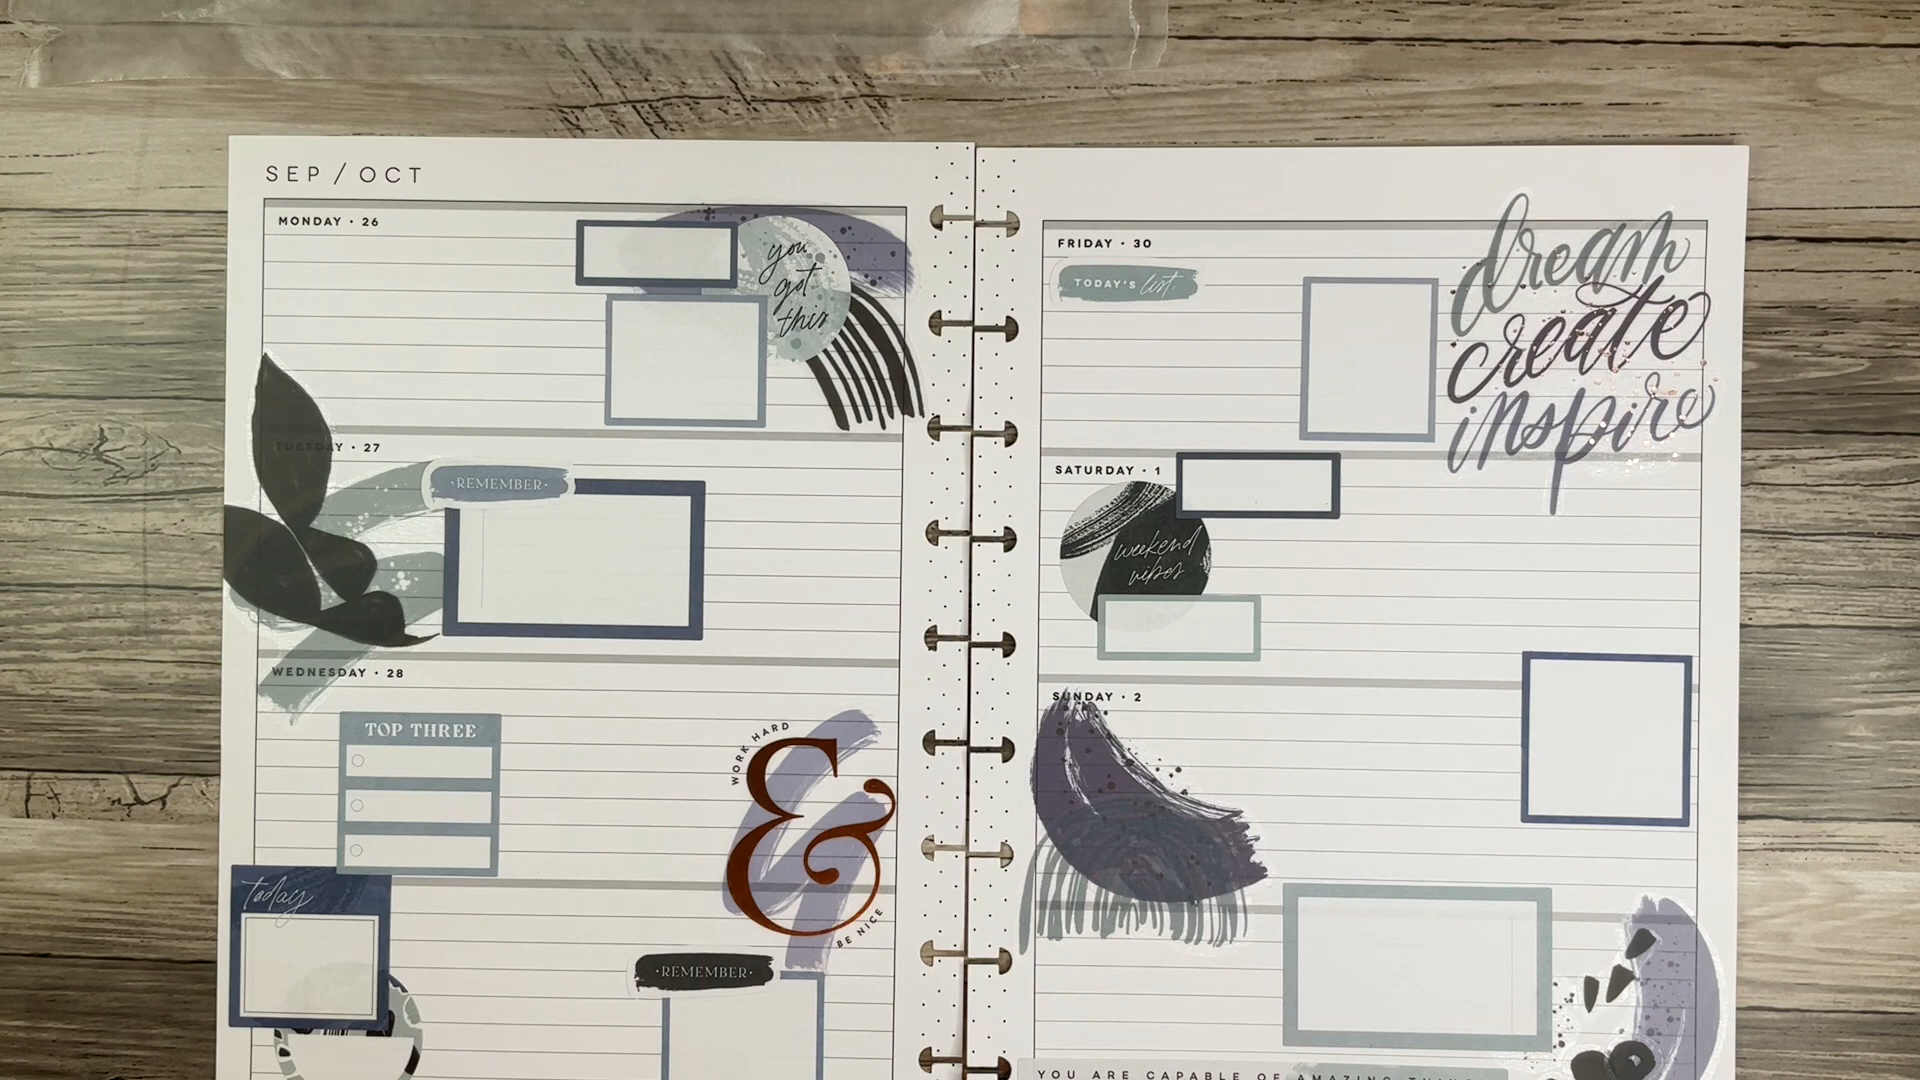 SEP / OCT
MONDAY • 26
you
got
this
TUESDAY • 27
•REMEMBER•
WEDNESDAY • 28
TOP THREE
WORK HARD
&
BE NICE
today
•REMEMBER•
FRIDAY • 30
TODAY'S list
dream
create
inspire
SATURDAY • 1
weekend
vibes
SUNDAY • 2
YOU ARE CAPABLE OF AMAZING